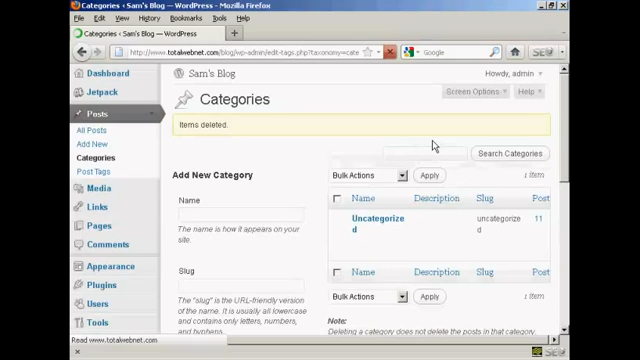 Categories ‹ Sam's Blog — WordPress - Mozilla Firefox
File Edit View History Bookmarks Tools Help
Categories ‹ Sam's Blog — WordPress
http://www.totalwebnet.com/blog/wp-admin/edit-tags.php?taxonomy=cate
Google
SEO
Dashboard
Jetpack
Posts
All Posts
Add New
Categories
Post Tags
Media
Links
Pages
Comments
Appearance
Plugins
Users
Tools
Sam's Blog
Howdy, admin
Screen Options
Help
Categories
Items deleted.
Search Categories
Add New Category
Name
The name is how it appears on your
site.
Slug
The "slug" is the URL-friendly version
of the name. It is usually all lowercase
and contains only letters, numbers,
and hyphens.
Bulk Actions Apply 1 item
Name Description Slug Post
Uncategorize
d
uncategorize
d
11
Name Description Slug Post
Bulk Actions Apply 1 item
Note:
Deleting a category does not delete the posts in that category.
Read www.totalwebnet.com
SEO